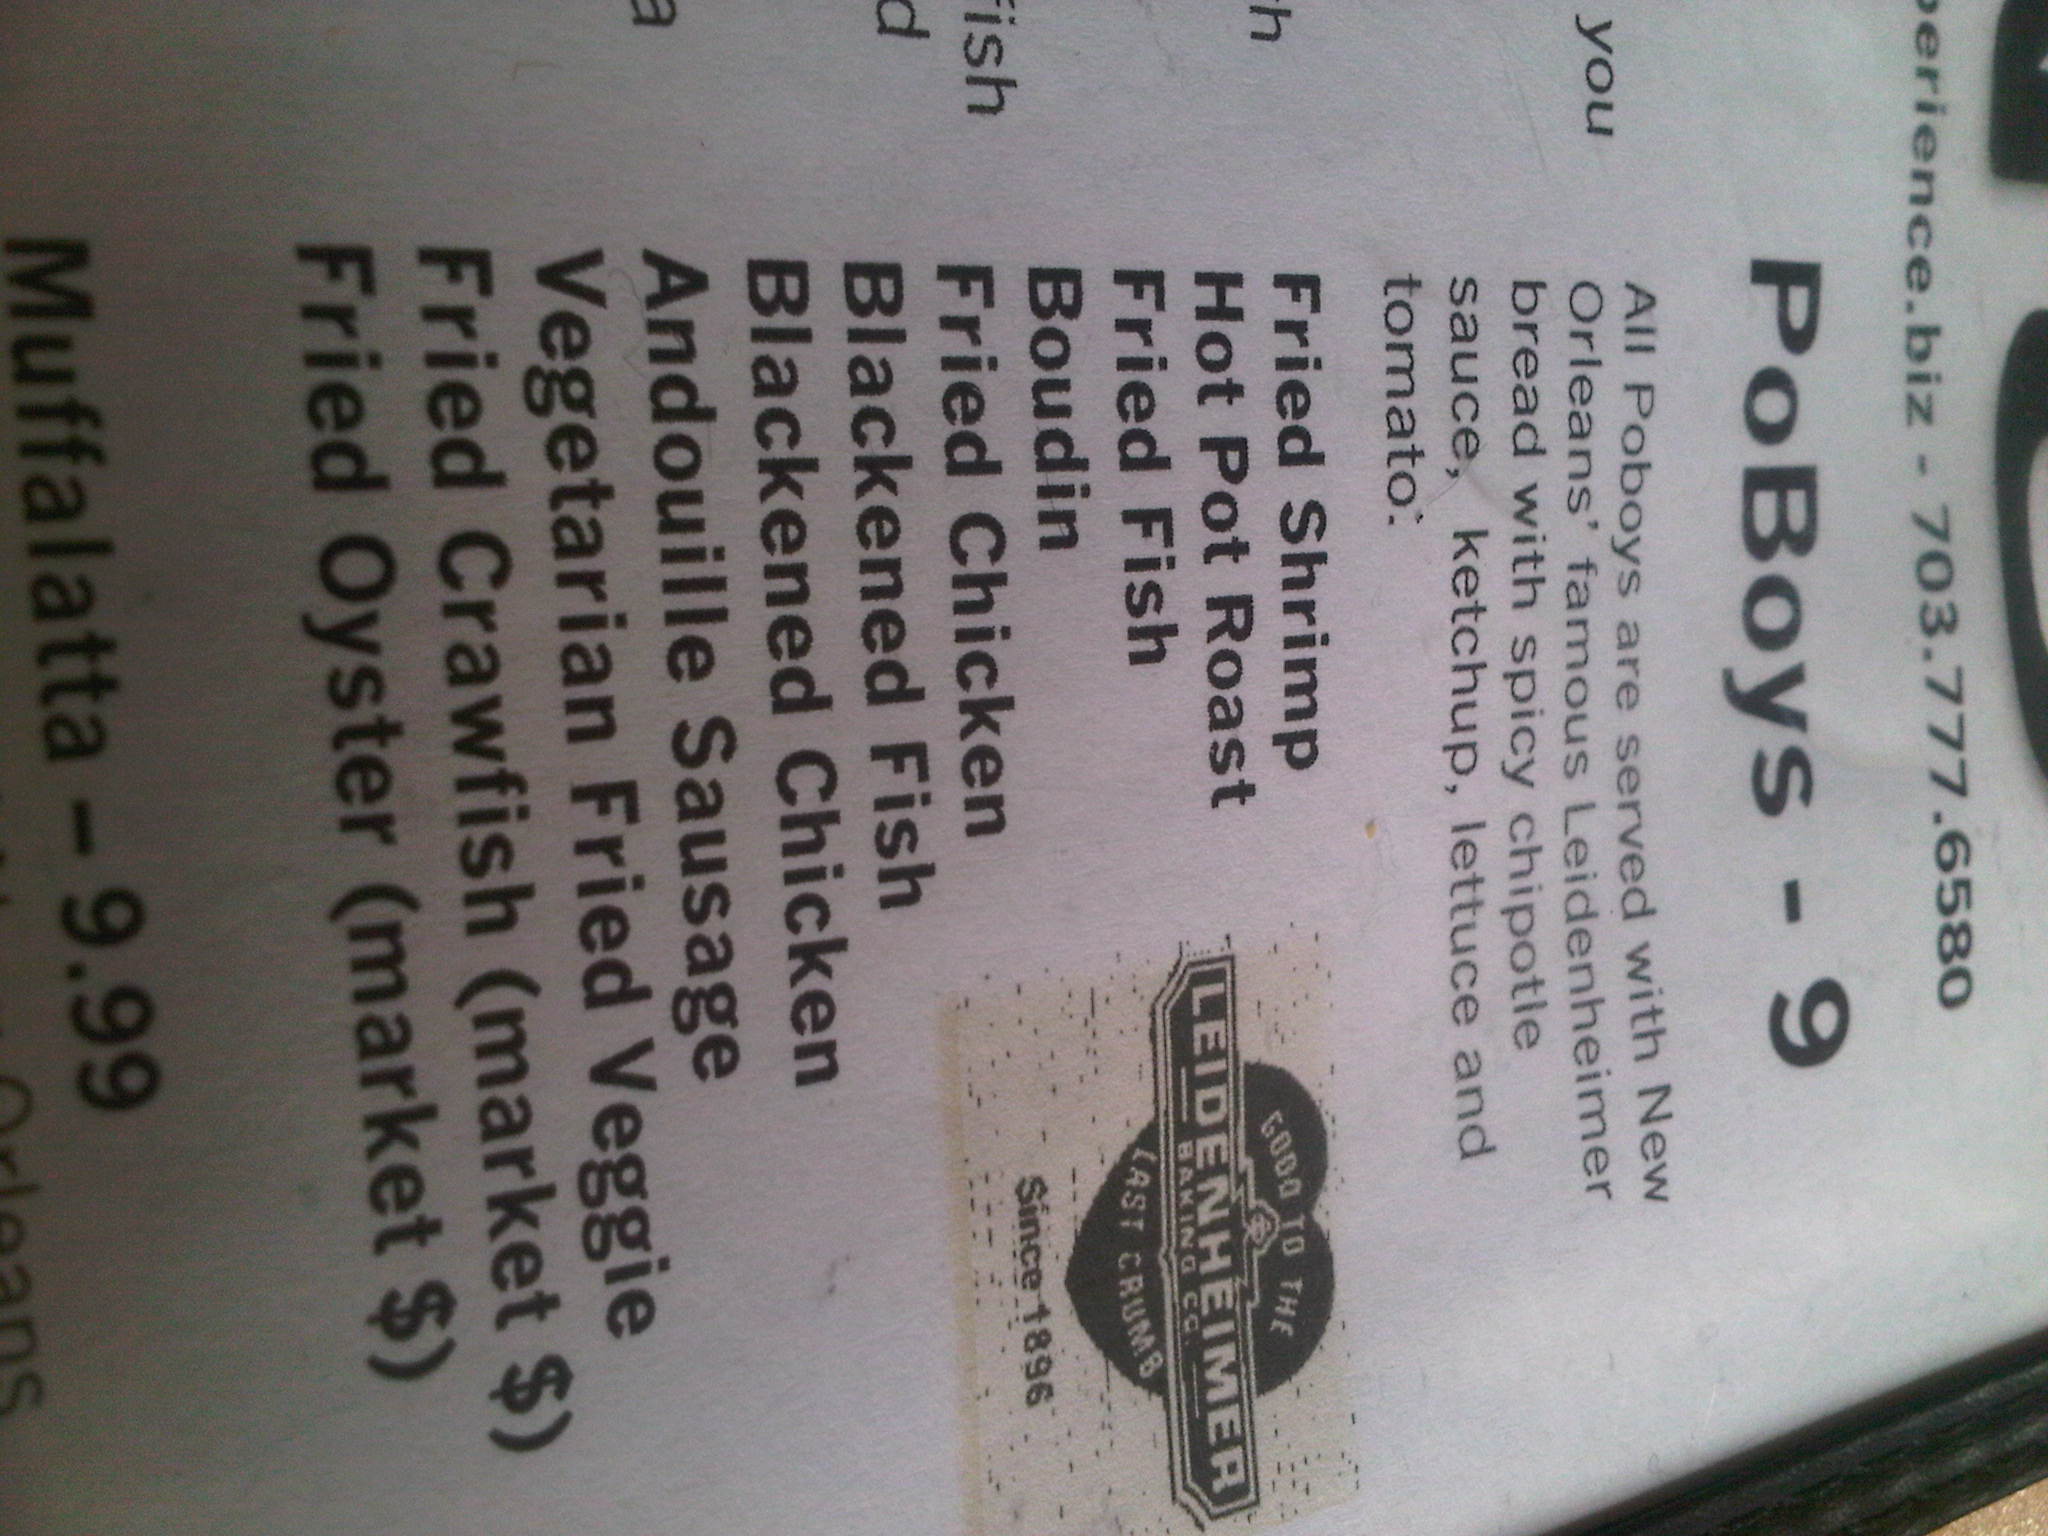 perience.biz - 703.777.6580
PoBoys - 9
All Poboys are served with New
Orleans' famous Leidenheimer
bread with spicy chipotle
sauce, ketchup, lettuce and
tomato:
Fried Shrimp
Hot Pot Roast
Fried Fish
Boudin
Fried Chicken
Blackened Fish
Blackened Chicken
Andouille Sausage
Vegetarian Fried Veggie
Fried Crawfish (market $)
Fried Oyster (market $)
Muffalatta – 9.99
Orleans
you
h
fish
d
a
GOOD TO THE
LEIDENHEIMER
BAKING CO.
LAST CRUMB
Since 1896